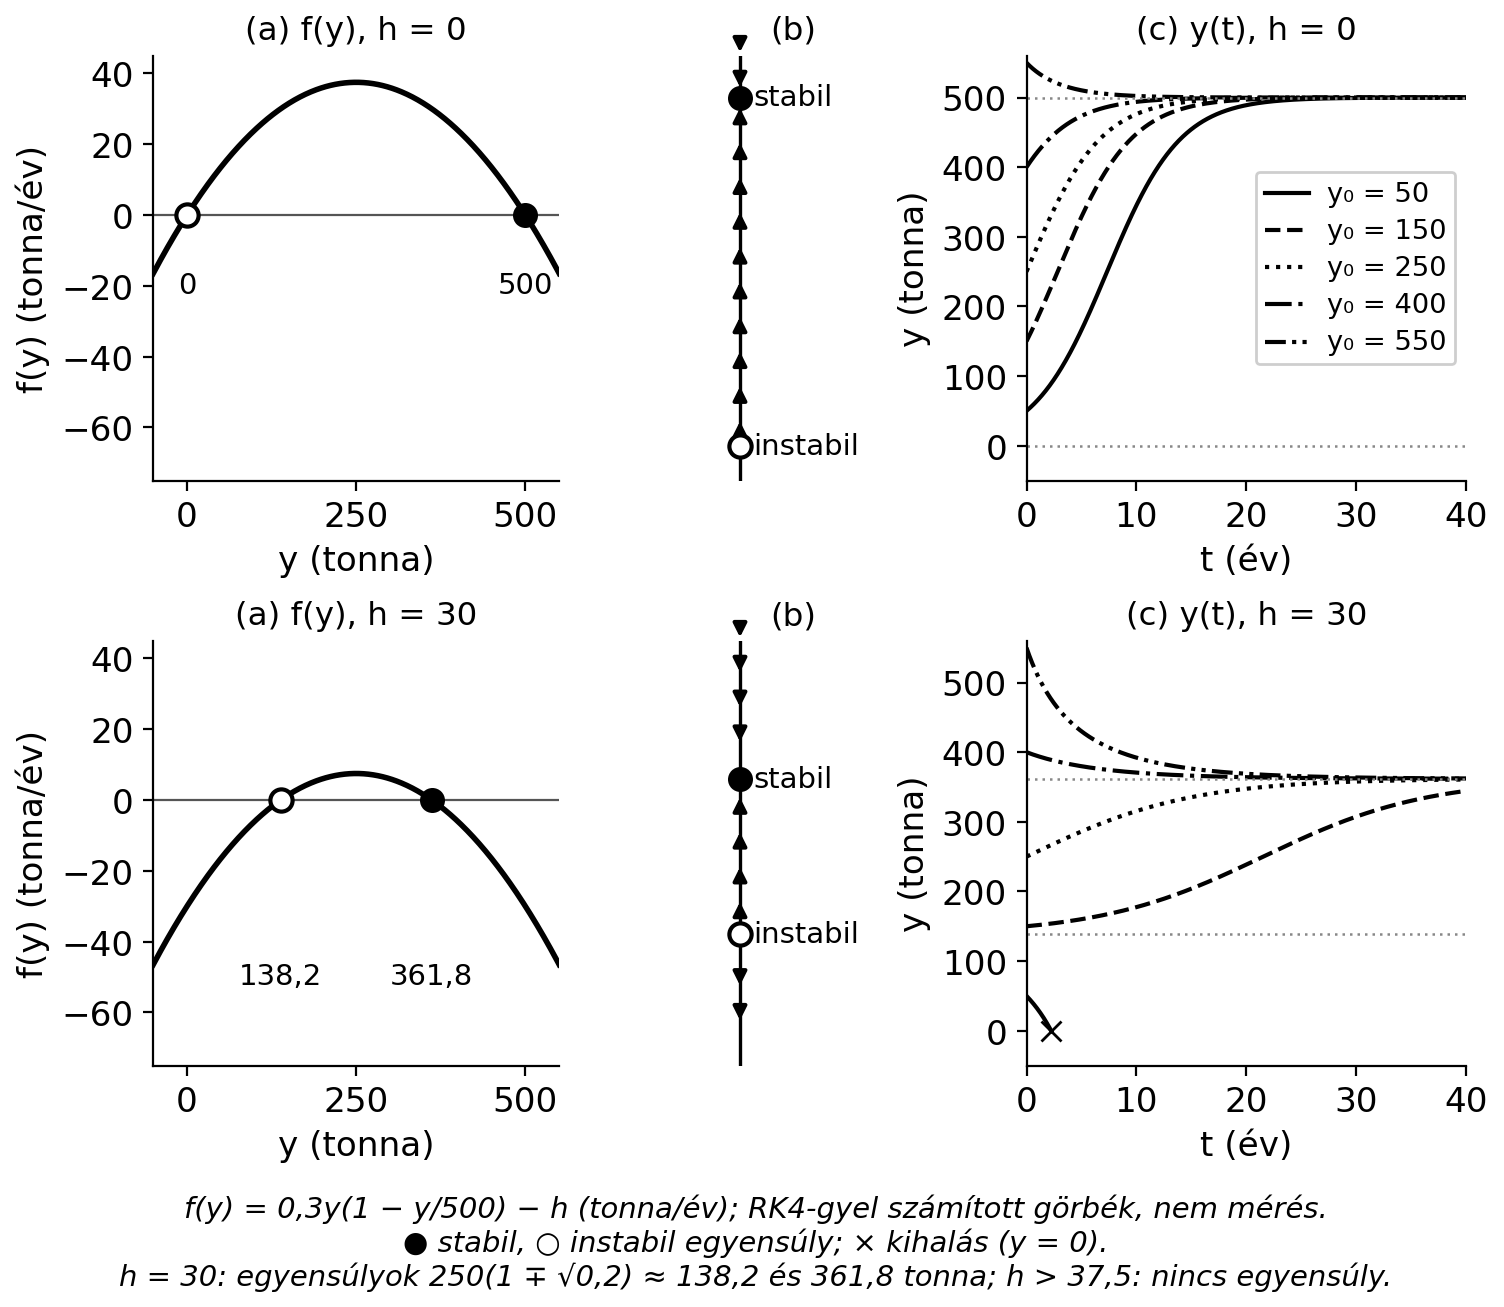 (a) f(y), h = 0
f(y) (tonna/év)
40
20
0
−20
−40
−60
0
500
0
250
500
y (tonna)
(b)
stabil
instabil
(c) y(t), h = 0
y (tonna)
500
400
300
200
100
0
y₀ = 50
y₀ = 150
y₀ = 250
y₀ = 400
y₀ = 550
0
10
20
30
40
t (év)
(a) f(y), h = 30
f(y) (tonna/év)
40
20
0
−20
−40
−60
138,2
361,8
0
250
500
y (tonna)
(b)
stabil
instabil
(c) y(t), h = 30
y (tonna)
500
400
300
200
100
0
0
10
20
30
40
t (év)
f(y) = 0,3y(1 − y/500) − h (tonna/év); RK4-gyel számított görbék, nem mérés.
● stabil, ○ instabil egyensúly; × kihalás (y = 0).
h = 30: egyensúlyok 250(1 ∓ √0,2) ≈ 138,2 és 361,8 tonna; h > 37,5: nincs egyensúly.